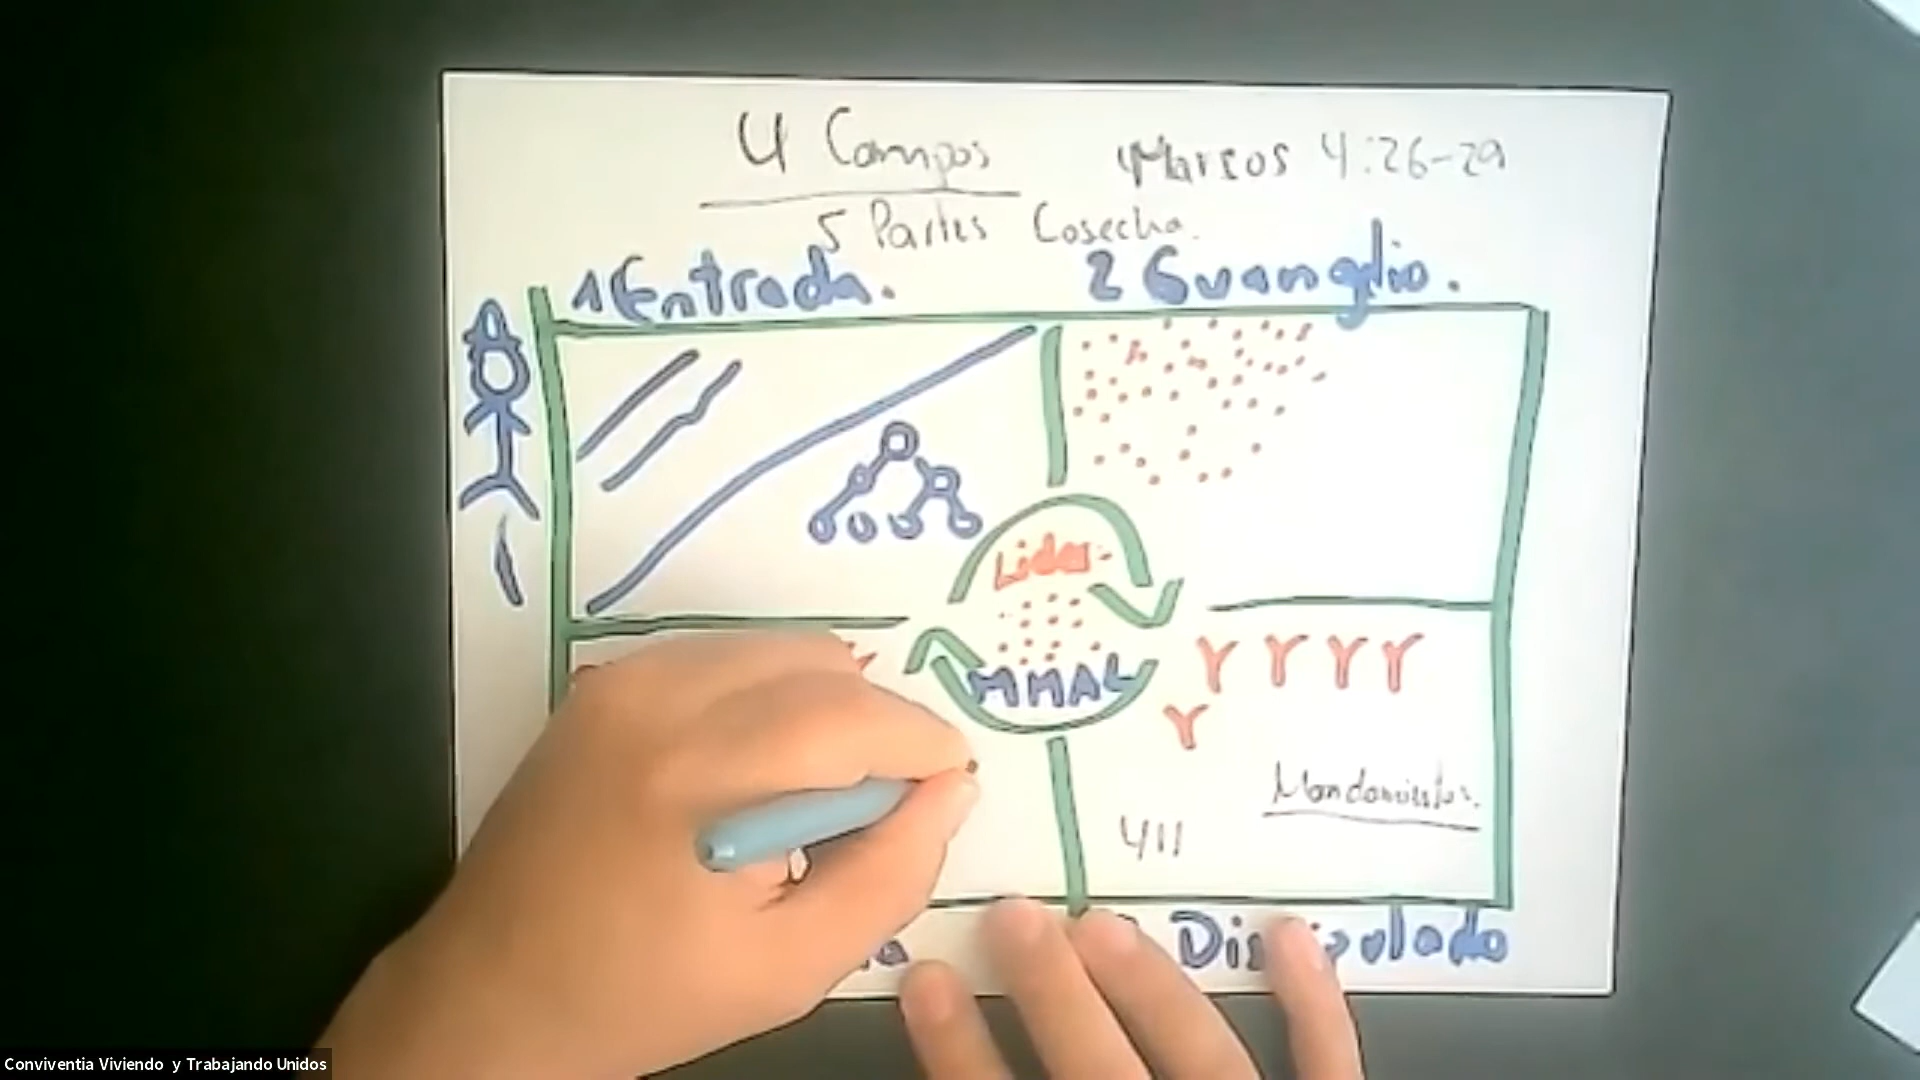 4 Campos
Marcos 4:26-29
5 Partes Cosecha.
1 Entrada.
2 Evangelio.
Lider
MMAL
Mandamientos.
411
Conviventia Viviendo y Trabajando Unidos